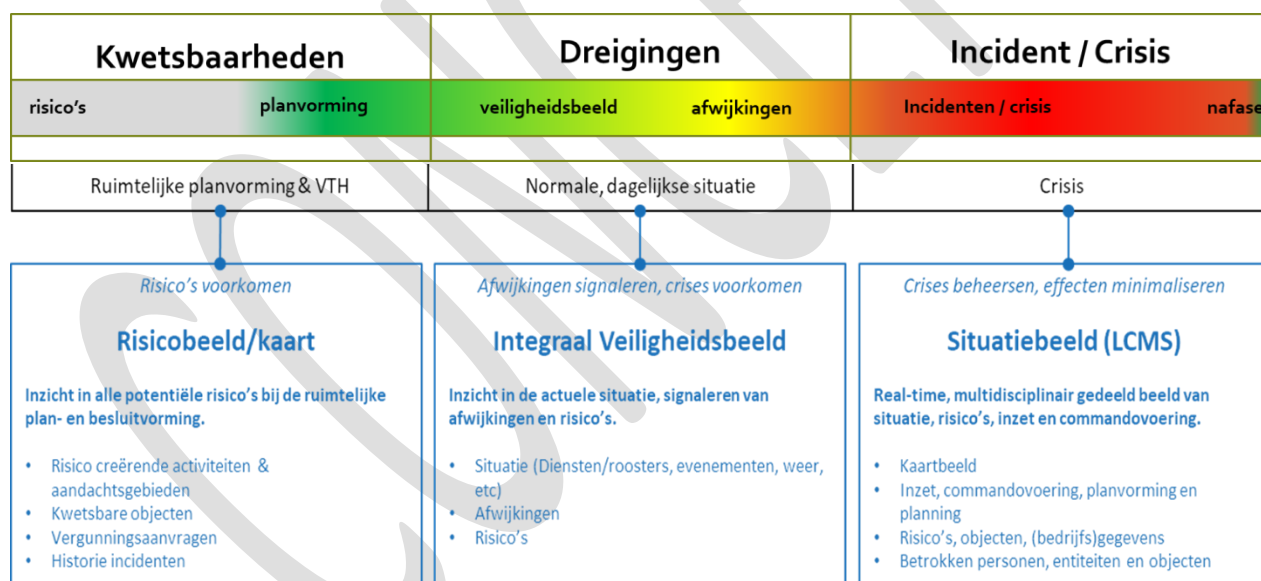 Kwetsbaarheden
Dreigingen
Incident / Crisis
risico's
planvorming
veiligheidsbeeld
afwijkingen
Incidenten / crisis
nafase
Ruimtelijke planvorming & VTH
Normale, dagelijkse situatie
Crisis
Risico's voorkomen
Risicobeeld/kaart
Inzicht in alle potentiële risico's bij de ruimtelijke
plan- en besluitvorming.
• Risico creërende activiteiten &
aandachtsgebieden
• Kwetsbare objecten
• Vergunningsaanvragen
• Historie incidenten
Afwijkingen signaleren, crises voorkomen
Integraal Veiligheidsbeeld
Inzicht in de actuele situatie, signaleren van
afwijkingen en risico's.
• Situatie (Diensten/roosters, evenementen, weer,
etc)
• Afwijkingen
• Risico's
Crises beheersen, effecten minimaliseren
Situatiebeeld (LCMS)
Real-time, multidisciplinair gedeeld beeld van
situatie, risico's, inzet en commandovoering.
• Kaartbeeld
• Inzet, commandovoering, planvorming en
planning
• Risico's, objecten, (bedrijfs)gegevens
• Betrokken personen, entiteiten en objecten